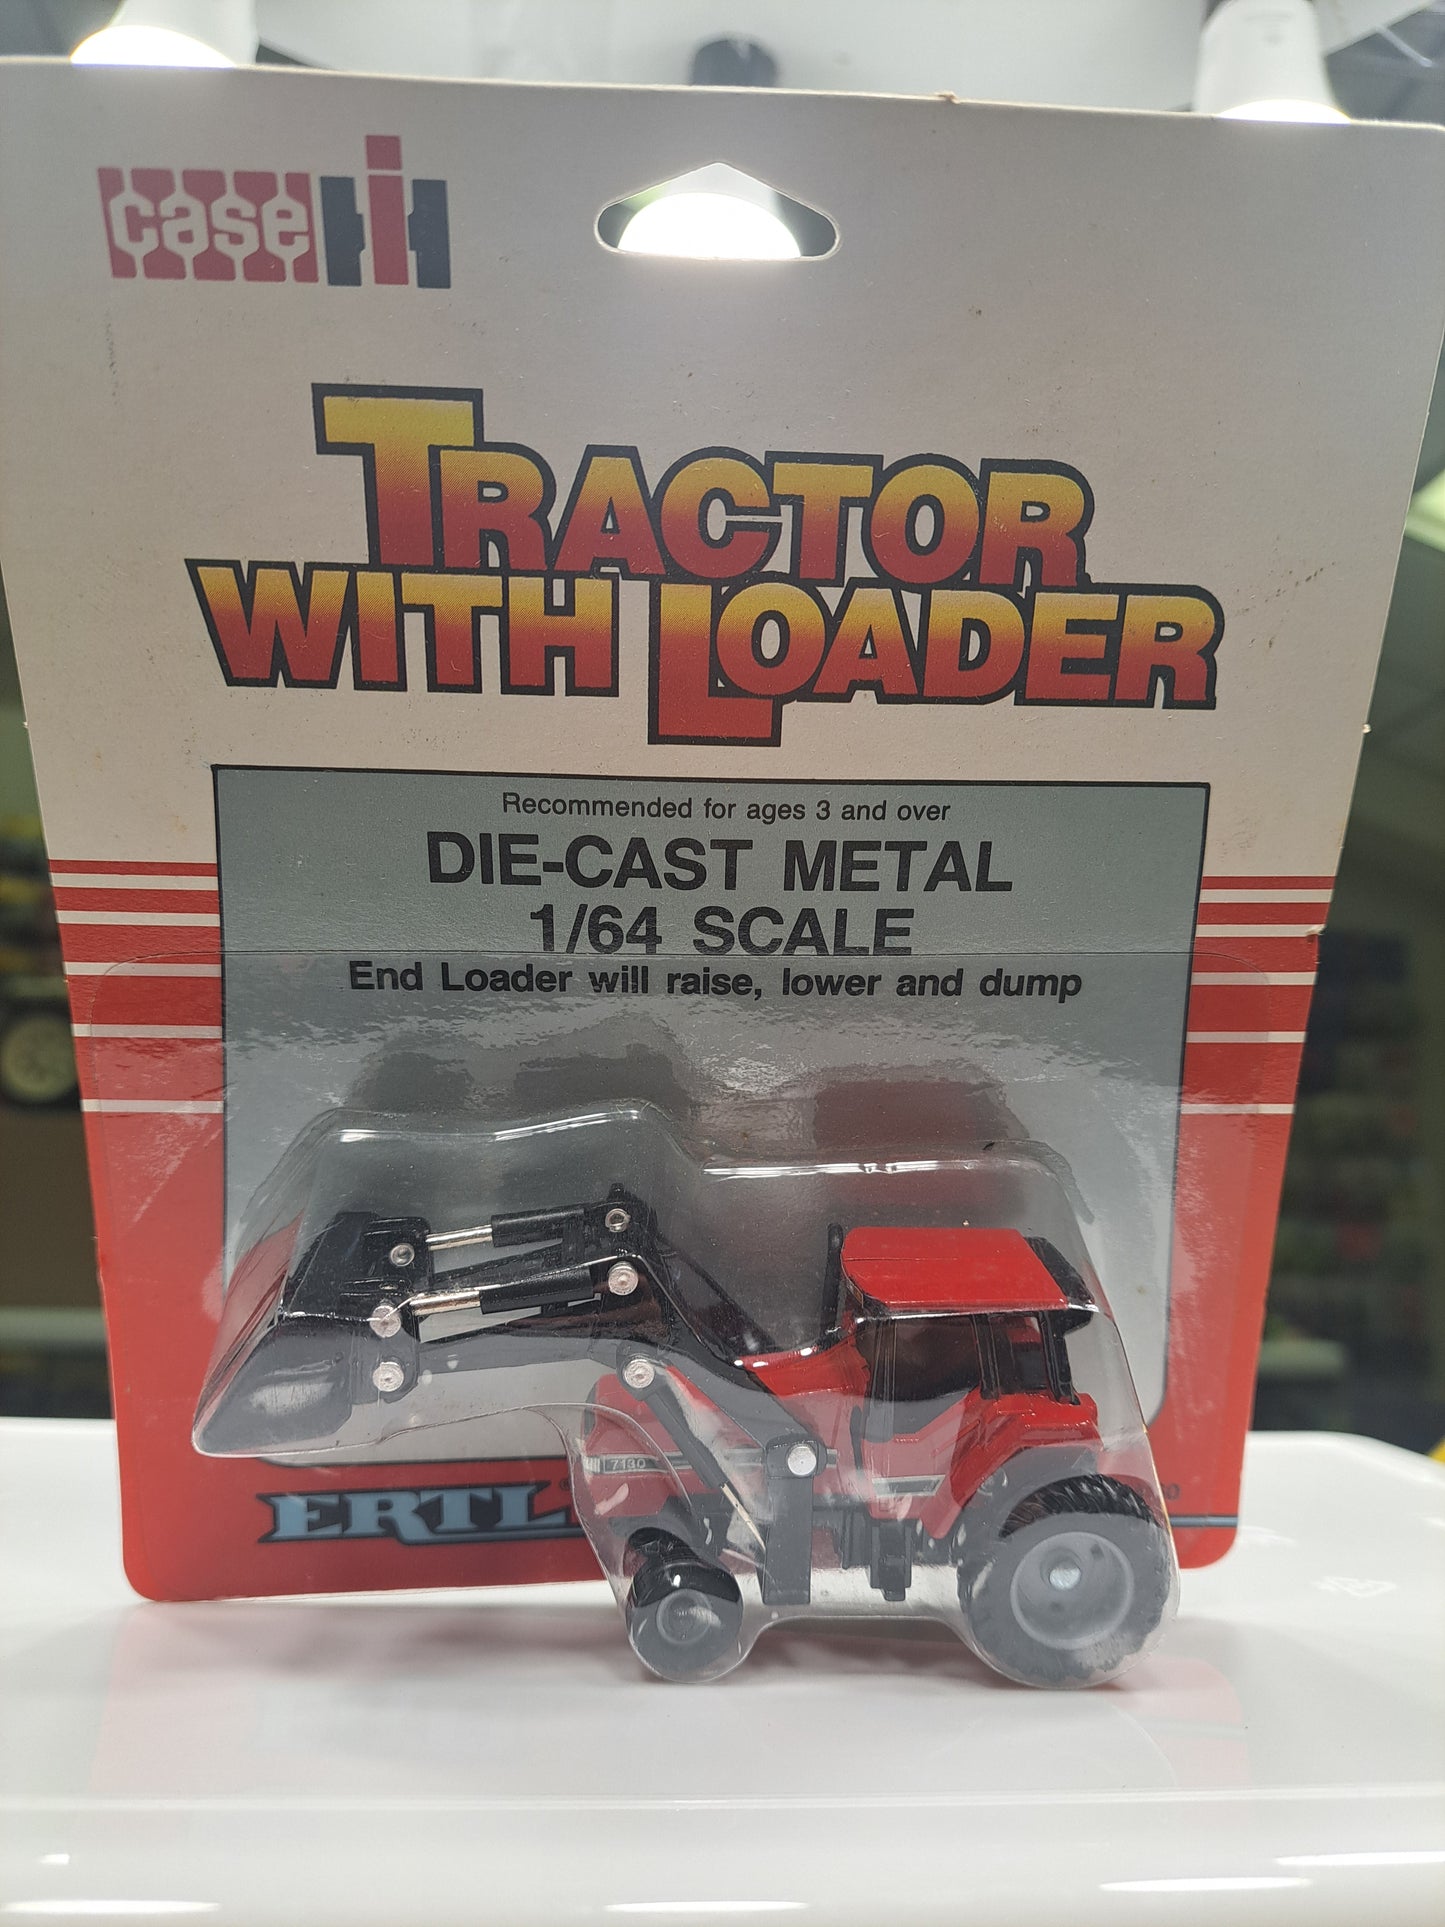 case IH
TRACTOR
WITH LOADER
Recommended for ages 3 and over
DIE-CAST METAL
1/64 SCALE
End Loader will raise, lower and dump
7130
ERTL